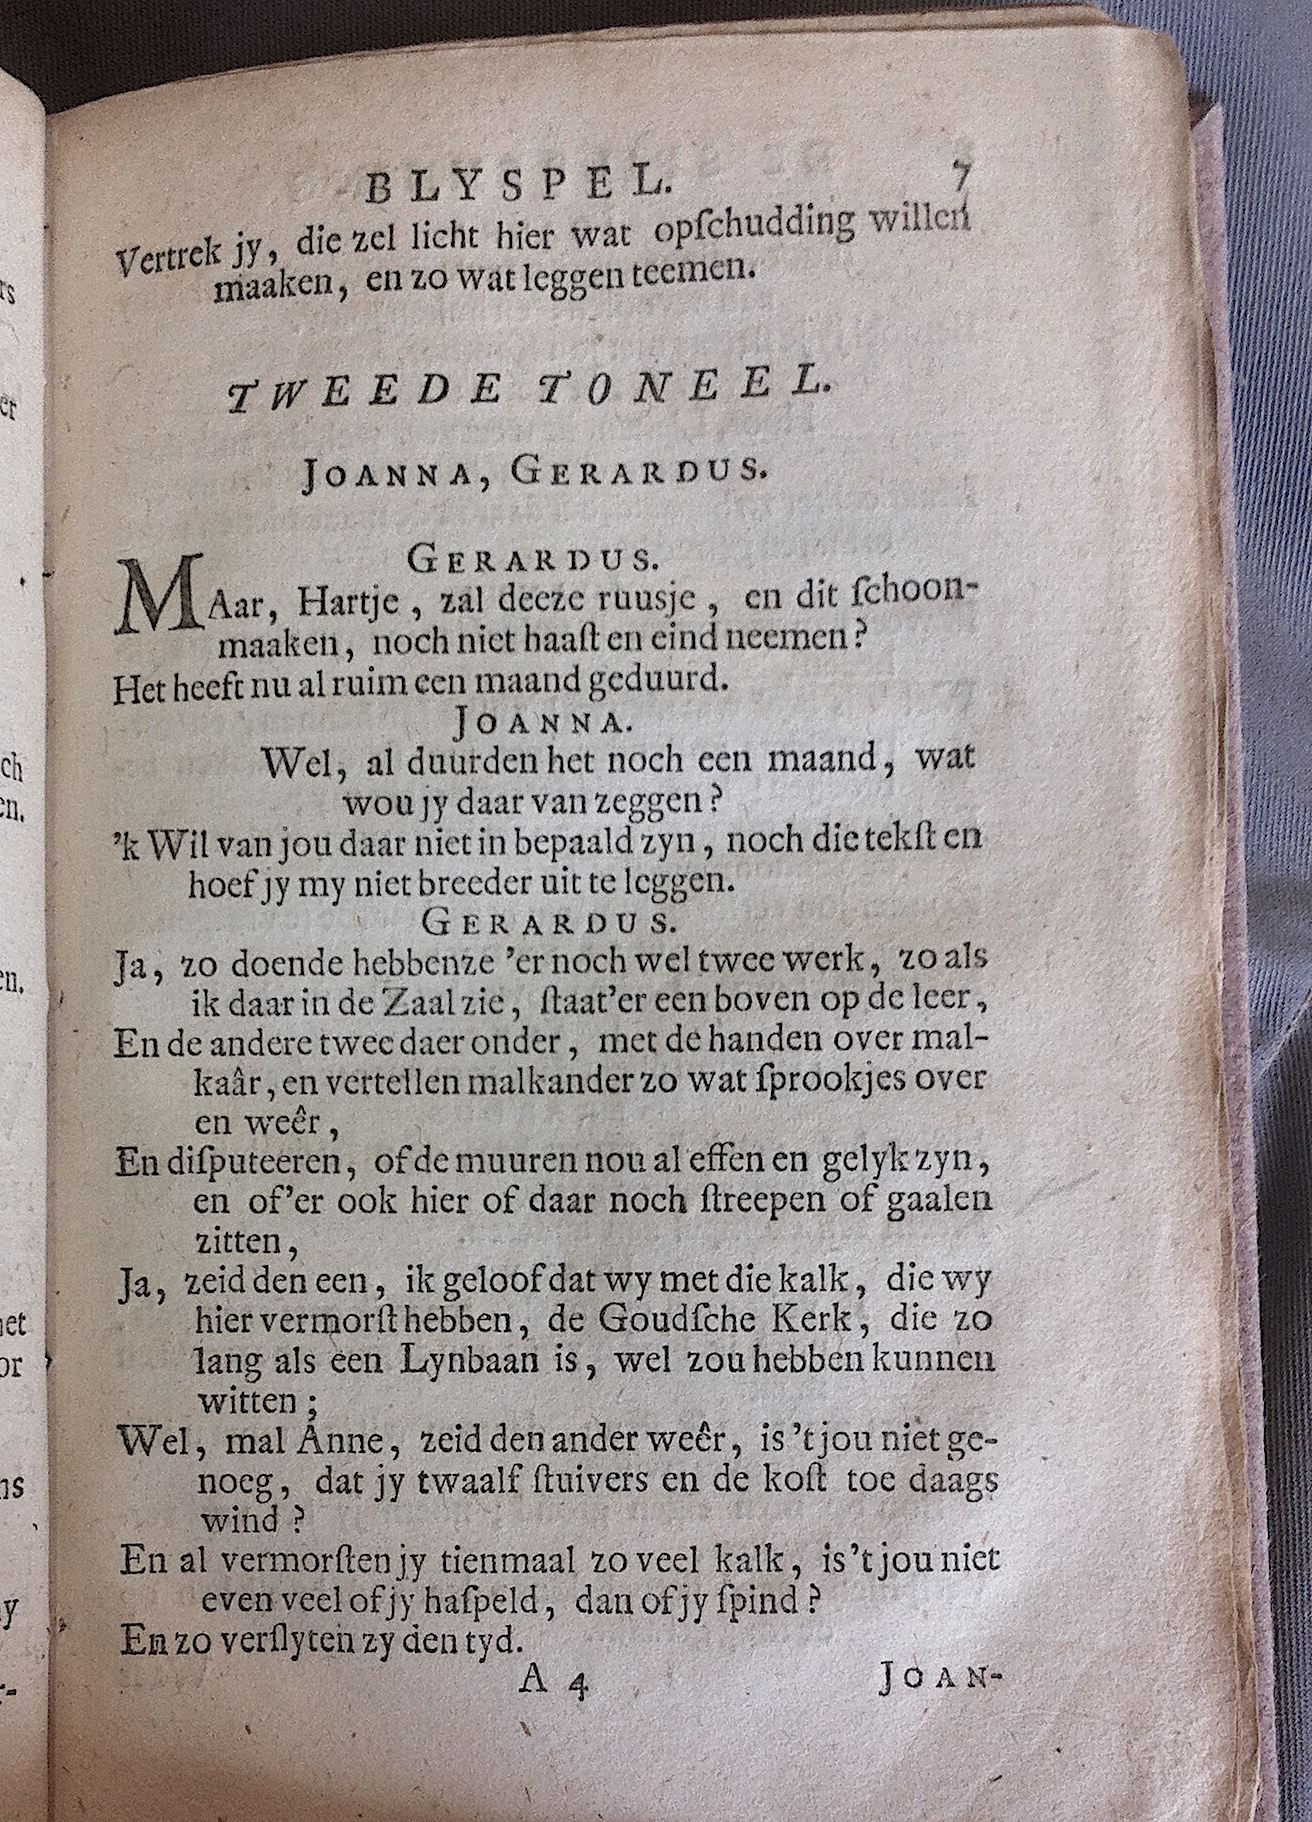 BLYSPEL. 7
Vertrek jy, die zel licht hier wat opſchudding willen
maaken, en zo wat leggen teemen.
TWEEDE TONEEL.
JOANNA, GERARDUS.
GERARDUS.
MAar, Hartje, zal deeze ruusje, en dit ſchoon-
maaken, noch niet haaſt en eind neemen?
Het heeft nu al ruim een maand geduurd.
JOANNA.
Wel, al duurden het noch een maand, wat
wou jy daar van zeggen?
'k Wil van jou daar niet in bepaald zyn, noch die tekſt en
hoef jy my niet breeder uit te leggen.
GERARDUS.
Ja, zo doende hebbenze 'er noch wel twee werk, zo als
ik daar in de Zaal zie, ſtaat'er een boven op de leer,
En de andere twee daer onder, met de handen over mal-
kaâr, en vertellen malkander zo wat ſprookjes over
en weêr,
En diſputeeren, of de muuren nou al effen en gelyk zyn,
en of'er ook hier of daar noch ſtreepen of gaalen
zitten,
Ja, zeid den een, ik geloof dat wy met die kalk, die wy
hier vermorſt hebben, de Goudſche Kerk, die zo
lang als een Lynbaan is, wel zou hebben kunnen
witten;
Wel, mal Anne, zeid den ander weêr, is 't jou niet ge-
noeg, dat jy twaalf ſtuivers en de koſt toe daags
wind?
En al vermorſten jy tienmaal zo veel kalk, is 't jou niet
even veel of jy haſpeld, dan of jy ſpind?
En zo verſlyten zy den tyd.
A 4 JOAN-